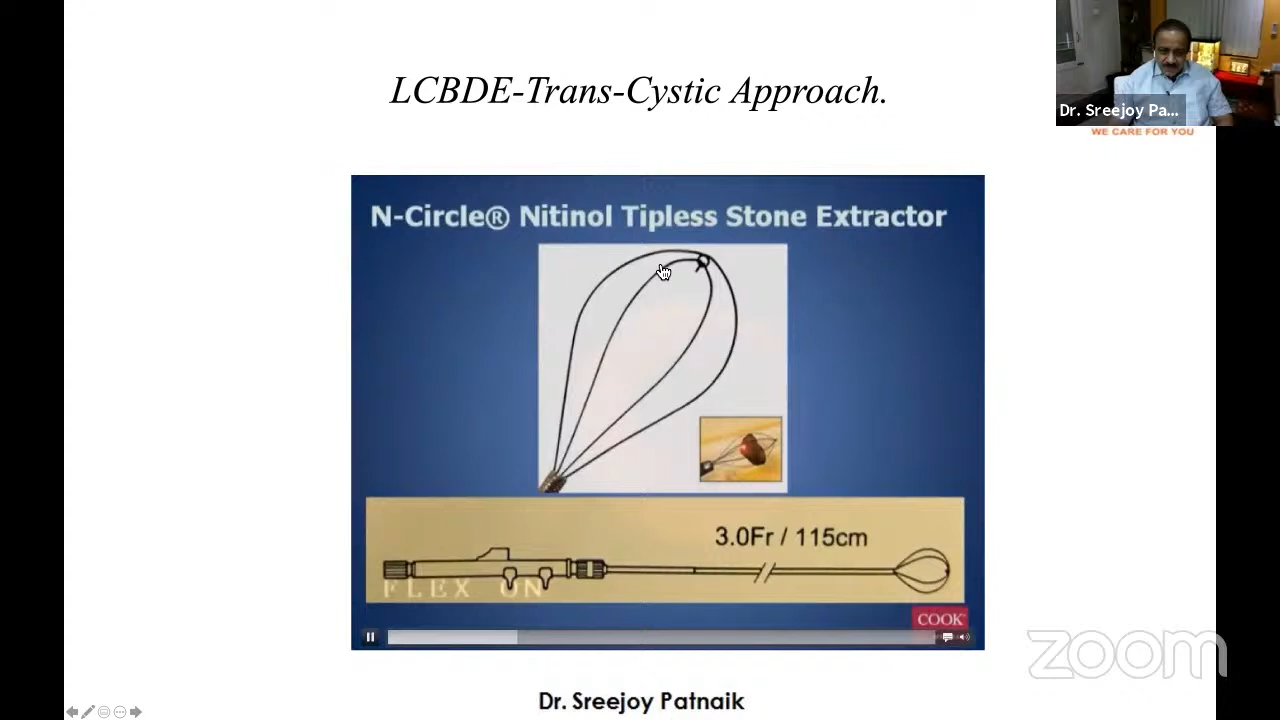 LCBDE-Trans-Cystic Approach.
Dr. Sreejoy Pa...
WE CARE FOR YOU
N-Circle® Nitinol Tipless Stone Extractor
3.0Fr / 115cm
FLEX ON
COOK
zoom
Dr. Sreejoy Patnaik